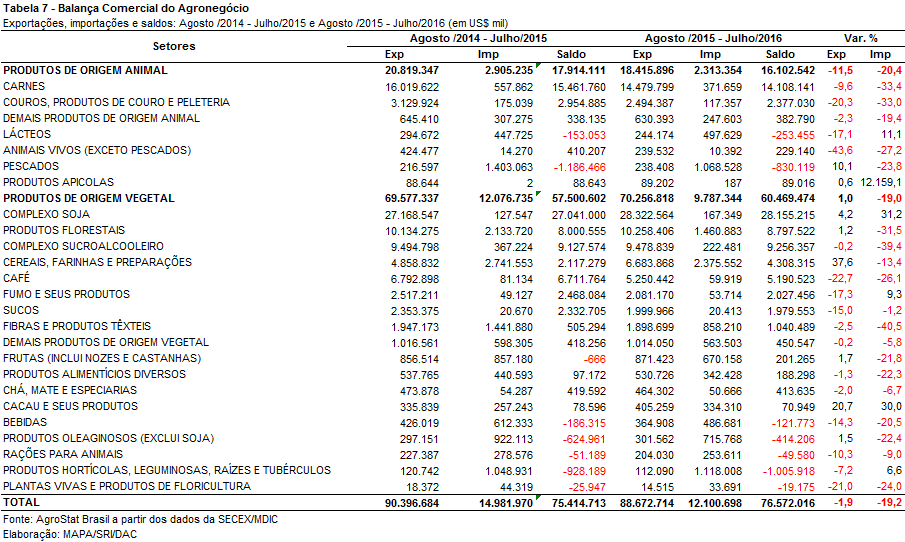 Tabela 7 - Balança Comercial do Agronegócio
Exportações, importações e saldos: Agosto /2014 - Julho/2015 e Agosto /2015 - Julho/2016 (em US$ mil)
Setores Agosto /2014 - Julho/2015 Agosto /2015 - Julho/2016 Var. %
Exp Imp Saldo Exp Imp Saldo Exp Imp
PRODUTOS DE ORIGEM ANIMAL 20.819.347 2.905.235 17.914.111 18.415.896 2.313.354 16.102.542 -11,5 -20,4
CARNES 16.019.622 557.862 15.461.760 14.479.799 371.659 14.108.141 -9,6 -33,4
COUROS, PRODUTOS DE COURO E PELETERIA 3.129.924 175.039 2.954.885 2.494.387 117.357 2.377.030 -20,3 -33,0
DEMAIS PRODUTOS DE ORIGEM ANIMAL 645.410 307.275 338.135 630.393 247.603 382.790 -2,3 -19,4
LÁCTEOS 294.672 447.725 -153.053 244.174 497.629 -253.455 -17,1 11,1
ANIMAIS VIVOS (EXCETO PESCADOS) 424.477 14.270 410.207 239.532 10.392 229.140 -43,6 -27,2
PESCADOS 216.597 1.403.063 -1.186.466 238.408 1.068.528 -830.119 10,1 -23,8
PRODUTOS APICOLAS 88.644 2 88.643 89.202 187 89.016 0,6 12.159,1
PRODUTOS DE ORIGEM VEGETAL 69.577.337 12.076.735 57.500.602 70.256.818 9.787.344 60.469.474 1,0 -19,0
COMPLEXO SOJA 27.168.547 127.547 27.041.000 28.322.564 167.349 28.155.215 4,2 31,2
PRODUTOS FLORESTAIS 10.134.275 2.133.720 8.000.555 10.258.406 1.460.883 8.797.522 1,2 -31,5
COMPLEXO SUCROALCOOLEIRO 9.494.798 367.224 9.127.574 9.478.839 222.481 9.256.357 -0,2 -39,4
CEREAIS, FARINHAS E PREPARAÇÕES 4.858.832 2.741.553 2.117.279 6.683.868 2.375.552 4.308.315 37,6 -13,4
CAFÉ 6.792.898 81.134 6.711.764 5.250.442 59.919 5.190.523 -22,7 -26,1
FUMO E SEUS PRODUTOS 2.517.211 49.127 2.468.084 2.081.170 53.714 2.027.456 -17,3 9,3
SUCOS 2.353.375 20.670 2.332.705 1.999.966 20.413 1.979.553 -15,0 -1,2
FIBRAS E PRODUTOS TÊXTEIS 1.947.173 1.441.880 505.294 1.898.699 858.210 1.040.489 -2,5 -40,5
DEMAIS PRODUTOS DE ORIGEM VEGETAL 1.016.561 598.305 418.256 1.014.050 563.503 450.547 -0,2 -5,8
FRUTAS (INCLUI NOZES E CASTANHAS) 856.514 857.180 -666 871.423 670.158 201.265 1,7 -21,8
PRODUTOS ALIMENTÍCIOS DIVERSOS 537.765 440.593 97.172 530.726 342.428 188.298 -1,3 -22,3
CHÁ, MATE E ESPECIARIAS 473.878 54.287 419.592 464.302 50.666 413.635 -2,0 -6,7
CACAU E SEUS PRODUTOS 335.839 257.243 78.596 405.259 334.310 70.949 20,7 30,0
BEBIDAS 426.019 612.333 -186.315 364.908 486.681 -121.773 -14,3 -20,5
PRODUTOS OLEAGINOSOS (EXCLUI SOJA) 297.151 922.113 -624.961 301.562 715.768 -414.206 1,5 -22,4
RAÇÕES PARA ANIMAIS 227.387 278.576 -51.189 204.030 253.611 -49.580 -10,3 -9,0
PRODUTOS HORTÍCOLAS, LEGUMINOSAS, RAÍZES E TUBÉRCULOS 120.742 1.048.931 -928.189 112.090 1.118.008 -1.005.918 -7,2 6,6
PLANTAS VIVAS E PRODUTOS DE FLORICULTURA 18.372 44.319 -25.947 14.515 33.691 -19.175 -21,0 -24,0
TOTAL 90.396.684 14.981.970 75.414.713 88.672.714 12.100.698 76.572.016 -1,9 -19,2
Fonte: AgroStat Brasil a partir dos dados da SECEX/MDIC
Elaboração: MAPA/SRI/DAC